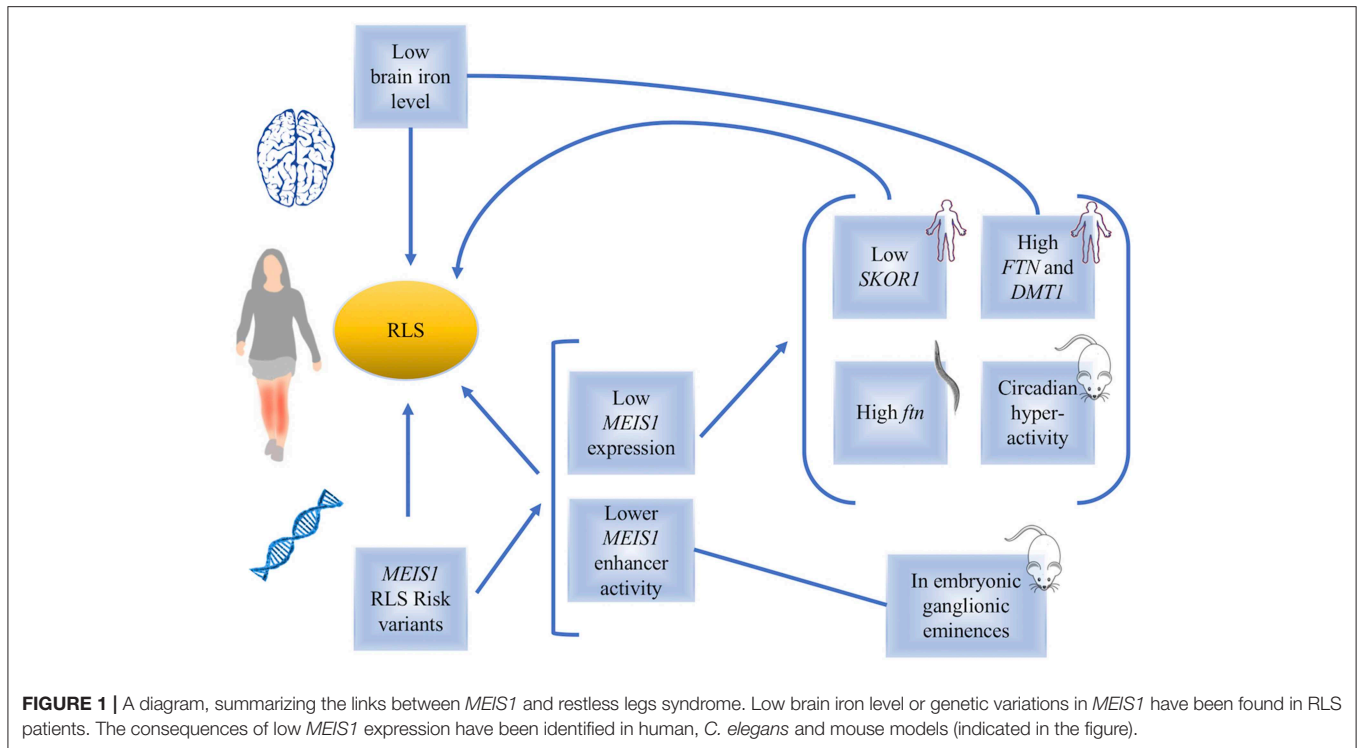 Low
brain iron
level
Low
SKOR1
High
FTN and
DMT1
RLS
High ftn
Circadian
hyper-
activity
Low
MEIS1
expression
Lower
MEIS1
enhancer
activity
MEIS1
RLS Risk
variants
In embryonic
ganglionic
eminences
FIGURE 1 | A diagram, summarizing the links between MEIS1 and restless legs syndrome. Low brain iron level or genetic variations in MEIS1 have been found in RLS
patients. The consequences of low MEIS1 expression have been identified in human, C. elegans and mouse models (indicated in the figure).